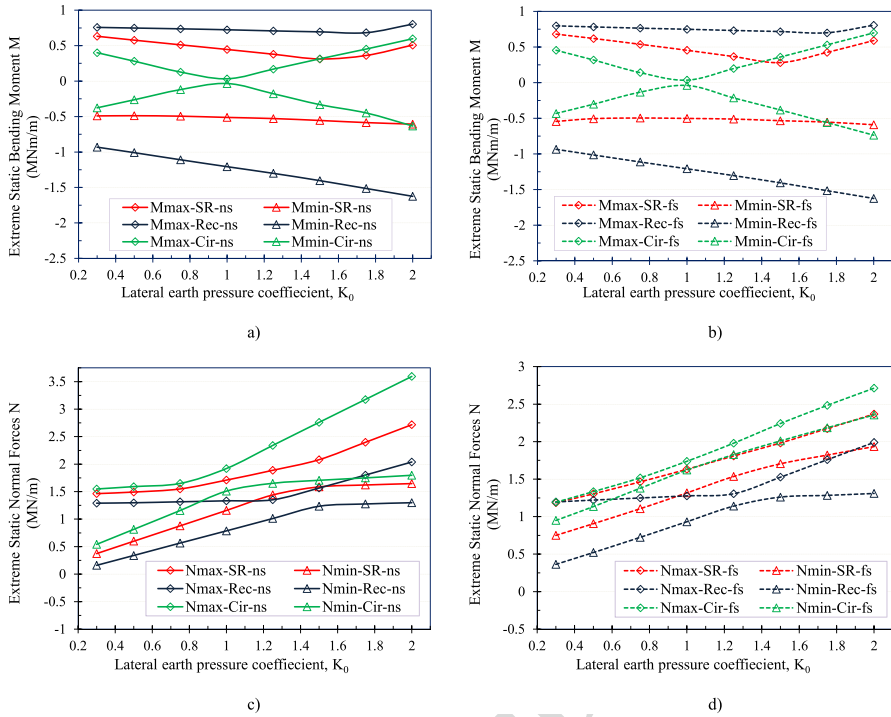 a)
Extreme Static Bending Moment M
(MNm/m)
1
0.5
0
-0.5
-1
-1.5
-2
-2.5
Mmax-SR-ns
Mmin-SR-ns
Mmax-Rec-ns
Mmin-Rec-ns
Mmax-Cir-ns
Mmin-Cir-ns
0.2 0.4 0.6 0.8 1 1.2 1.4 1.6 1.8 2
Lateral earth pressure coeffiecient, K0
b)
Extreme Static Bending Moment M
(MNm/m)
1
0.5
0
-0.5
-1
-1.5
-2
-2.5
Mmax-SR-fs
Mmin-SR-fs
Mmax-Rec-fs
Mmin-Rec-fs
Mmax-Cir-fs
Mmin-Cir-fs
0.2 0.4 0.6 0.8 1 1.2 1.4 1.6 1.8 2
Lateral earth pressure coeffiecient, K0
c)
Extreme Static Normal Forces N
(MN/m)
3.5
3
2.5
2
1.5
1
0.5
0
-0.5
1
Nmax-SR-ns
Nmin-SR-ns
Nmax-Rec-ns
Nmin-Rec-ns
Nmax-Cir-ns
Nmin-Cir-ns
0.2 0.4 0.6 0.8 1 1.2 1.4 1.6 1.8 2
Lateral earth pressure coeffiecient, K0
d)
Extreme Static Normal Forces N
(MN/m)
3
2.5
2
1.5
1
0.5
0
-0.5
Nmax-SR-fs
Nmin-SR-fs
Nmax-Rec-fs
Nmin-Rec-fs
Nmax-Cir-fs
Nmin-Cir-fs
0.2 0.4 0.6 0.8 1 1.2 1.4 1.6 1.8 2
Lateral earth pressure coeffiecient, K0